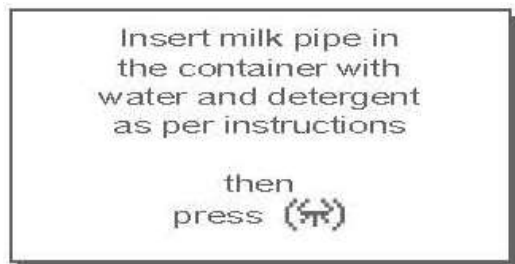 Insert milk pipe in
the container with
water and detergent
as per instructions
then
press